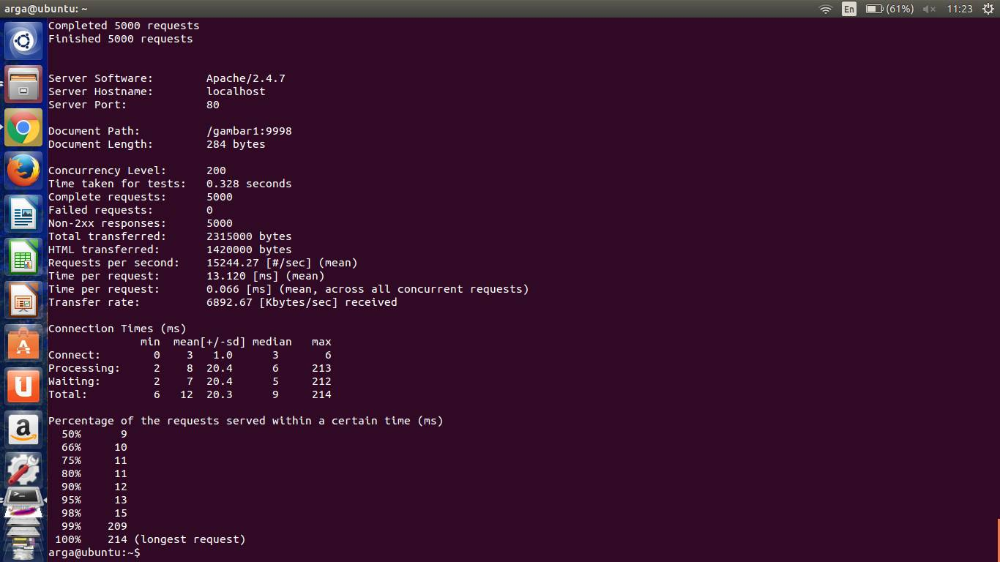 arga@ubuntu: ~ En (61%) 11:23
Completed 5000 requests
Finished 5000 requests
Server Software: Apache/2.4.7
Server Hostname: localhost
Server Port: 80
Document Path: /gambar1:9998
Document Length: 284 bytes
Concurrency Level: 200
Time taken for tests: 0.328 seconds
Complete requests: 5000
Failed requests: 0
Non-2xx responses: 5000
Total transferred: 2315000 bytes
HTML transferred: 1420000 bytes
Requests per second: 15244.27 [#/sec] (mean)
Time per request: 13.120 [ms] (mean)
Time per request: 0.066 [ms] (mean, across all concurrent requests)
Transfer rate: 6892.67 [Kbytes/sec] received
Connection Times (ms)
min mean[+/-sd] median max
Connect: 0 3 1.0 3 6
Processing: 2 8 20.4 6 213
Waiting: 2 7 20.4 5 212
Total: 6 12 20.3 9 214
Percentage of the requests served within a certain time (ms)
50% 9
66% 10
75% 11
80% 11
90% 12
95% 13
98% 15
99% 209
100% 214 (longest request)
arga@ubuntu:~$